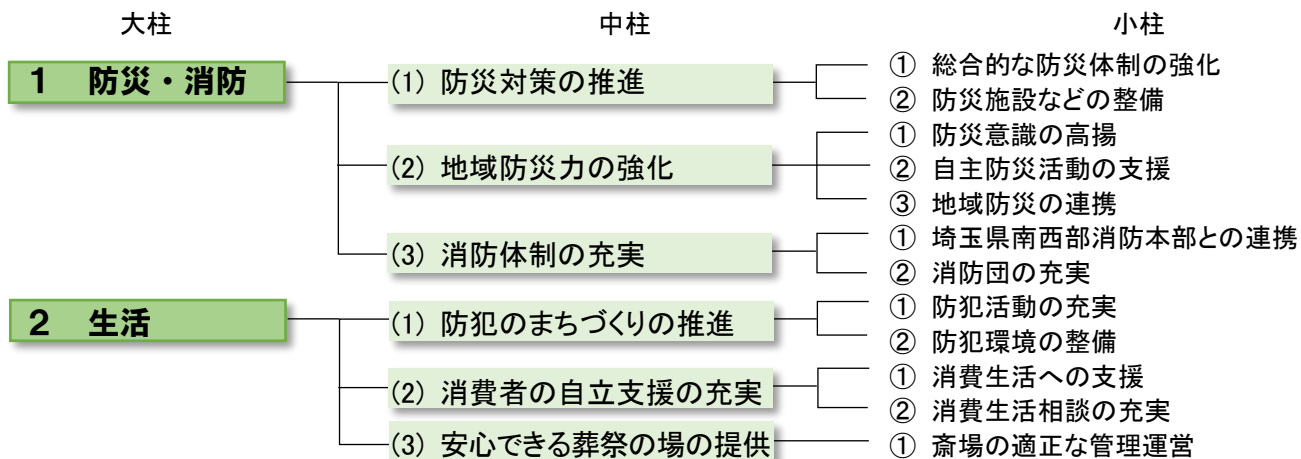 大柱 中柱 小柱
1 防災・消防 (1) 防災対策の推進 ① 総合的な防災体制の強化
② 防災施設などの整備
(2) 地域防災力の強化 ① 防災意識の高揚
② 自主防災活動の支援
③ 地域防災の連携
(3) 消防体制の充実 ① 埼玉県南西部消防本部との連携
② 消防団の充実
2 生活 (1) 防犯のまちづくりの推進 ① 防犯活動の充実
② 防犯環境の整備
(2) 消費者の自立支援の充実 ① 消費生活への支援
② 消費生活相談の充実
(3) 安心できる葬祭の場の提供 ① 斎場の適正な管理運営